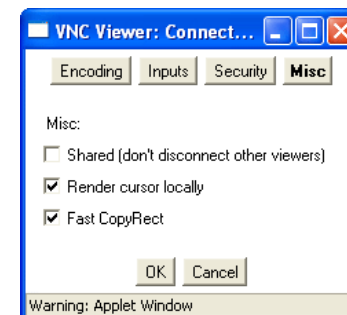 VNC Viewer: Connect...
Encoding Inputs Security Misc
Misc:
Shared (don't disconnect other viewers)
Render cursor locally
Fast CopyRect
OK Cancel
Warning: Applet Window